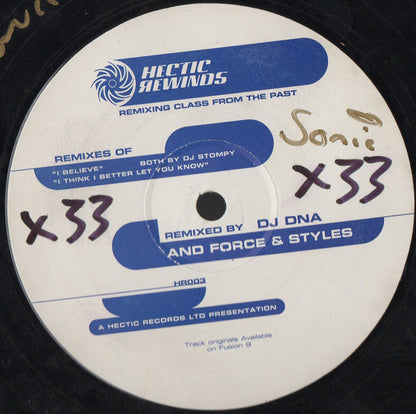 HECTIC
REWINDS
REMIXING CLASS FROM THE PAST
Sonic
REMIXES OF
"I BELIEVE" BOTH BY DJ STOMPY
"I THINK I BETTER LET YOU KNOW"
x33
x33
REMIXED BY DJ DNA
AND FORCE & STYLES
HR003
A HECTIC RECORDS LTD PRESENTATION
Track originals Available
on Fusion 9